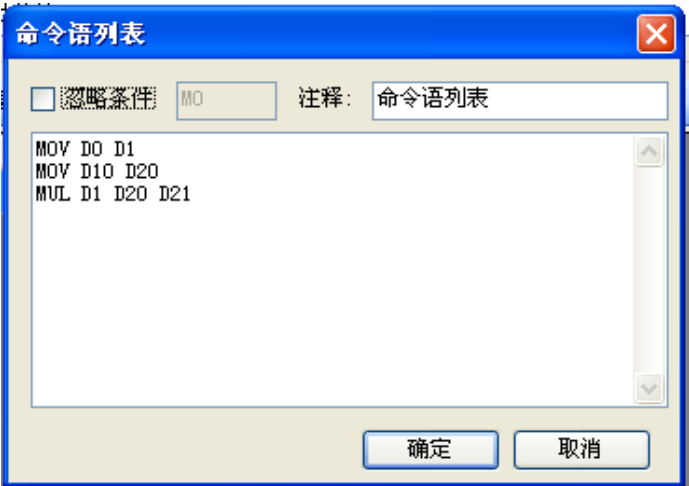 命令语列表
忽略条件 M0 注释: 命令语列表
MOV D0 D1
MOV D10 D20
MUL D1 D20 D21
确定 取消